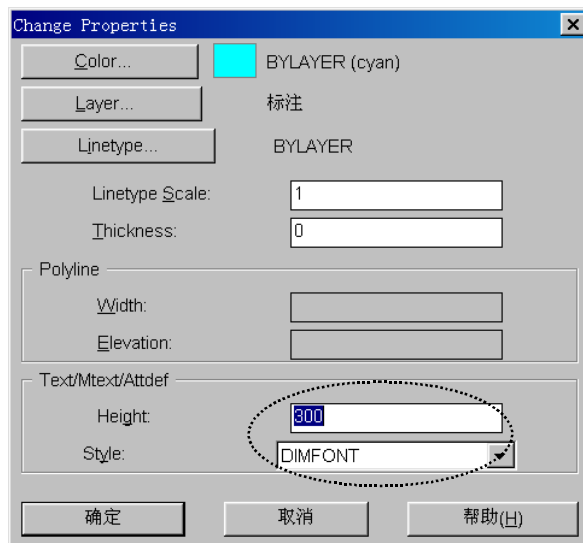 Change Properties
Color... BYLAYER (cyan)
Layer... 标注
Linetype... BYLAYER
Linetype Scale: 1
Thickness: 0
Polyline
Width:
Elevation:
Text/Mtext/Attdef
Height: 300
Style: DIMFONT
确定 取消 帮助(H)